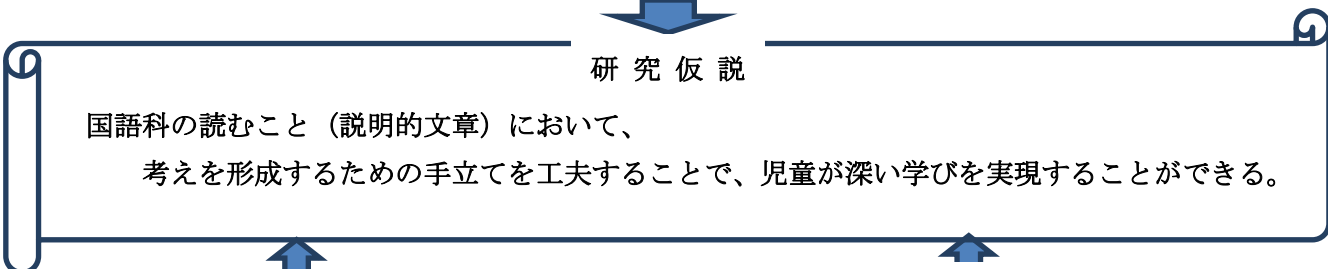 研 究 仮 説
国語科の読むこと（説明的文章）において、
考えを形成するための手立てを工夫することで、児童が深い学びを実現することができる。